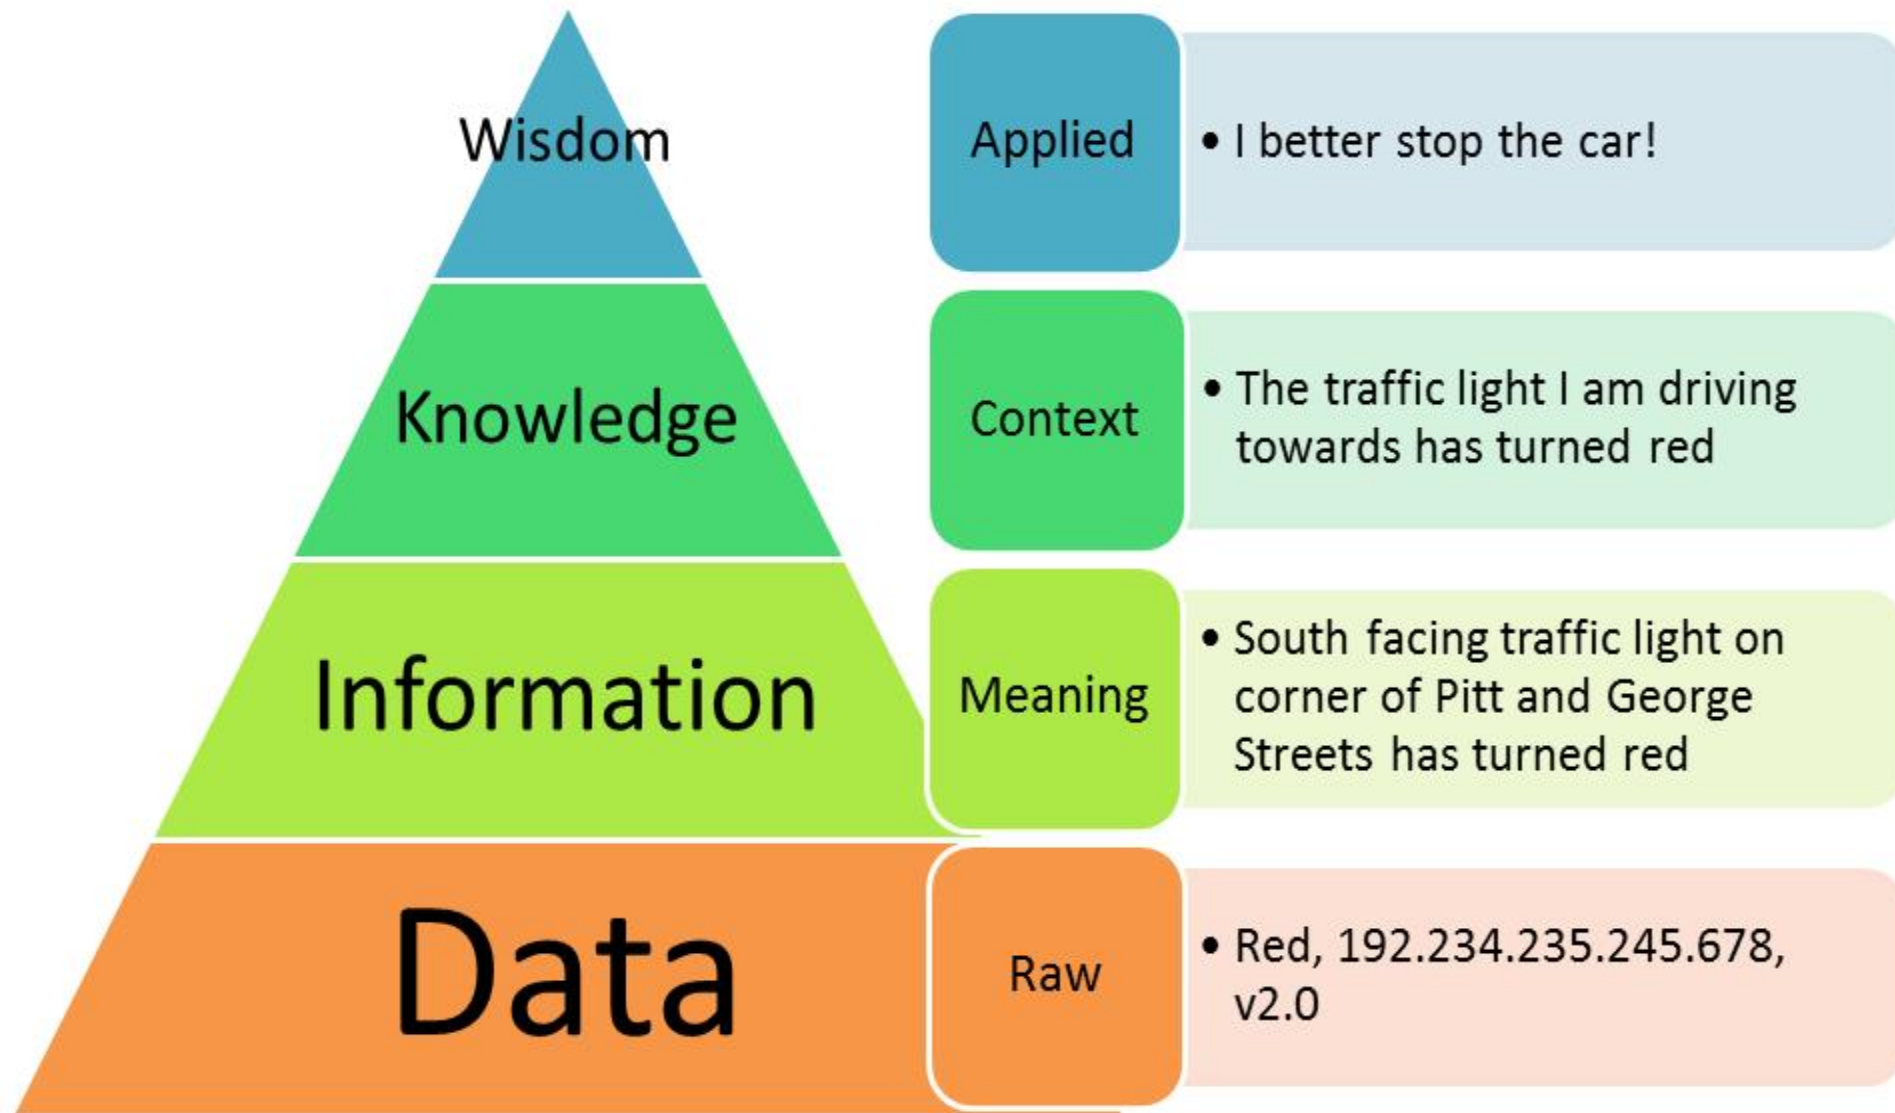 Wisdom
Applied
• I better stop the car!
Knowledge
Context
• The traffic light I am driving
towards has turned red
Information
Meaning
• South facing traffic light on
corner of Pitt and George
Streets has turned red
Data
Raw
• Red, 192.234.235.245.678,
v2.0